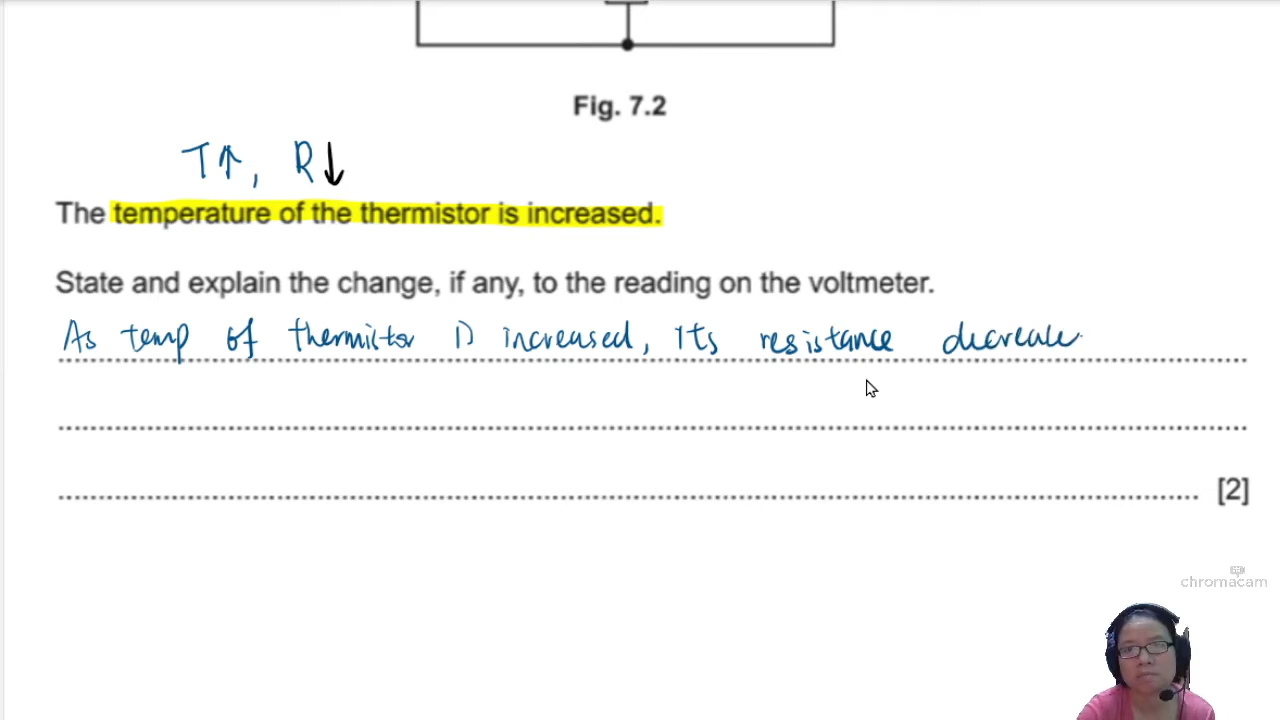 Fig. 7.2
T↑, R↓
The temperature of the thermistor is increased.
State and explain the change, if any, to the reading on the voltmeter.
As temp of thermistor is increased, its resistance decrease
[2]
chromacam